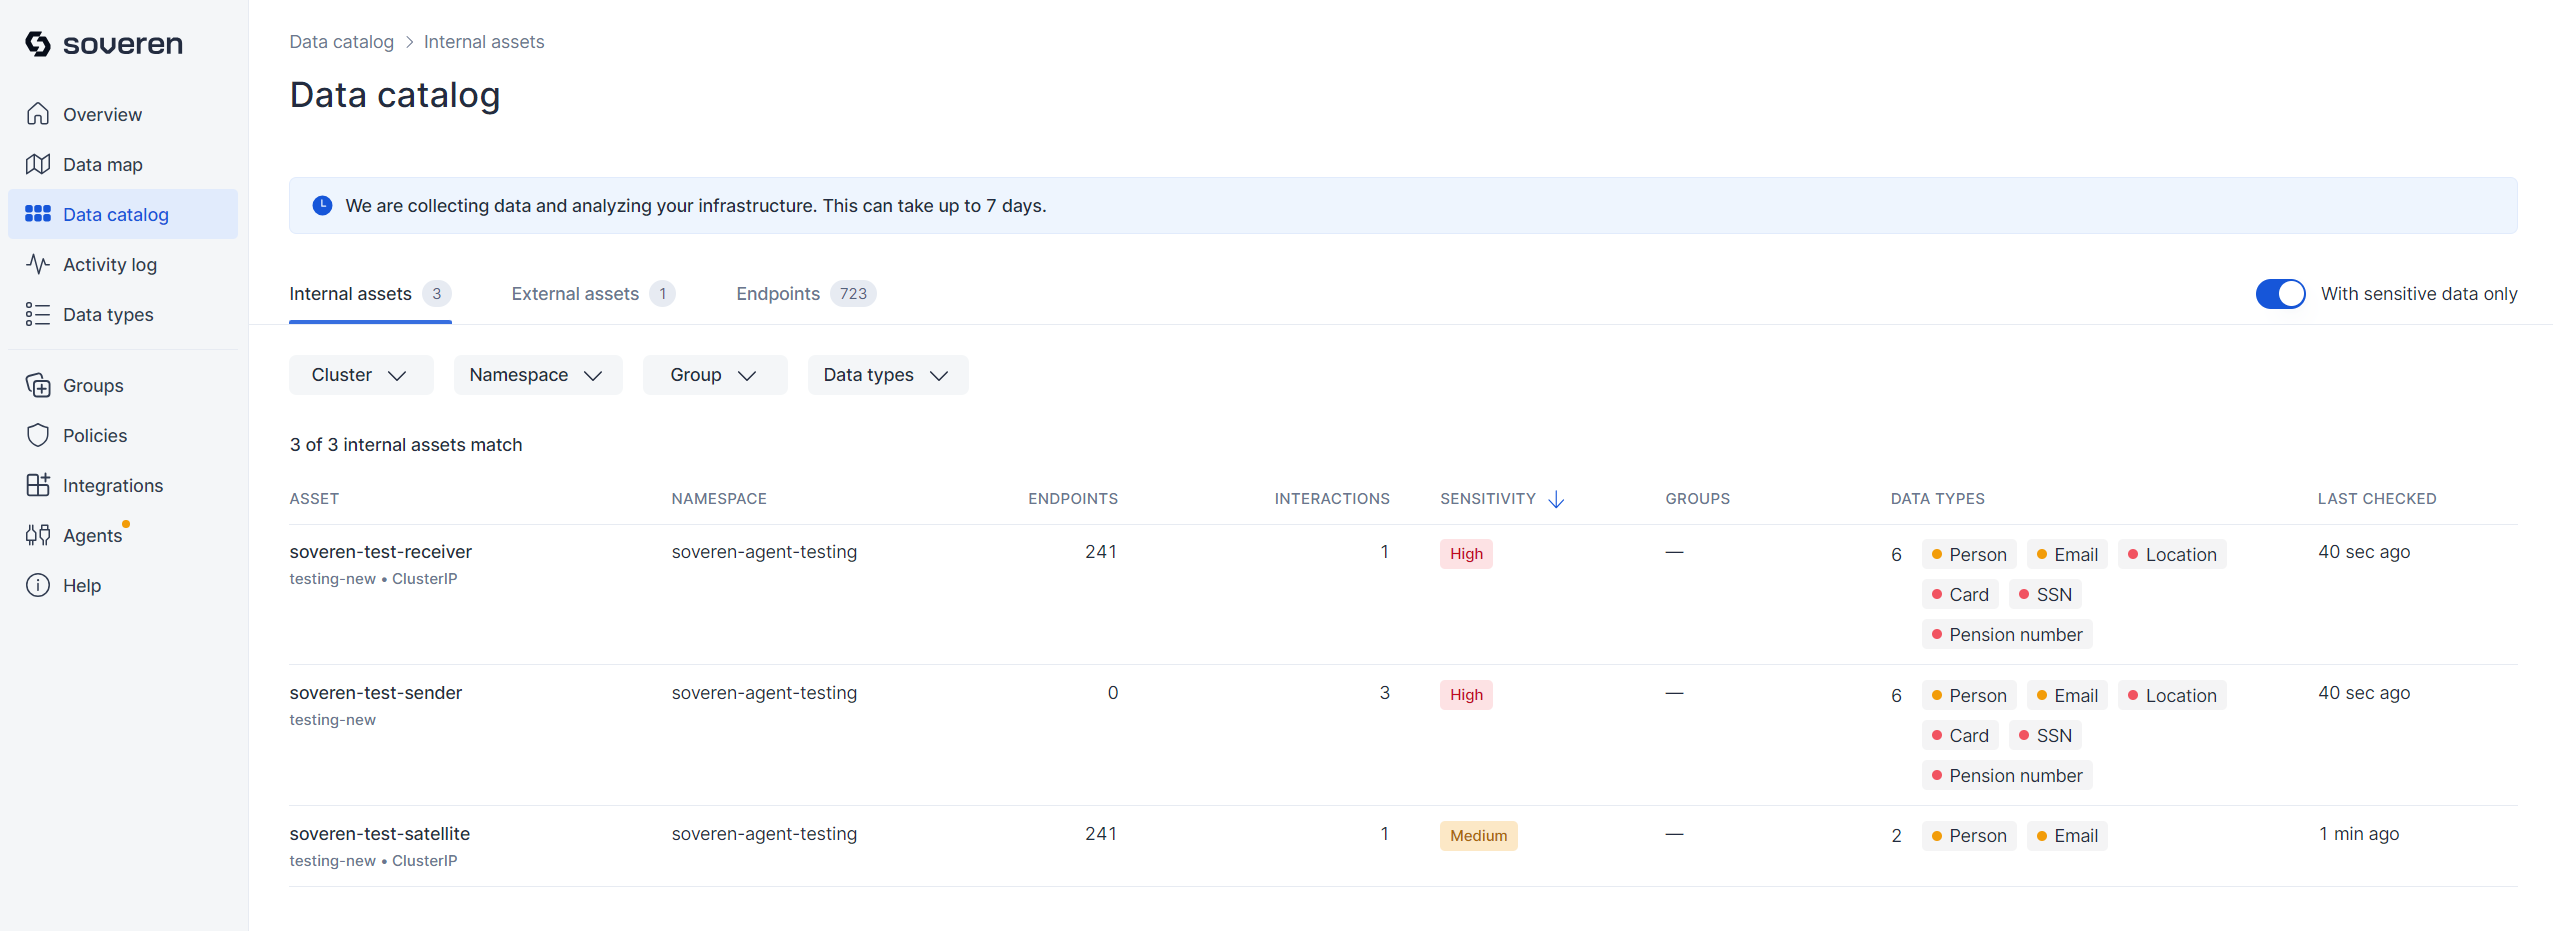 soveren
Overview
Data map
Data catalog
Activity log
Data types
Groups
Policies
Integrations
Agents
Help
Data catalog > Internal assets
Data catalog
We are collecting data and analyzing your infrastructure. This can take up to 7 days.
Internal assets 3 External assets 1 Endpoints 723 With sensitive data only
Cluster Namespace Group Data types
3 of 3 internal assets match
ASSET NAMESPACE ENDPOINTS INTERACTIONS SENSITIVITY GROUPS DATA TYPES LAST CHECKED
soveren-test-receiver soveren-agent-testing 241 1 High — 6 Person Email Location 40 sec ago
testing-new • ClusterIP
Card SSN
Pension number
soveren-test-sender soveren-agent-testing 0 3 High — 6 Person Email Location 40 sec ago
testing-new
Card SSN
Pension number
soveren-test-satellite soveren-agent-testing 241 1 Medium — 2 Person Email 1 min ago
testing-new • ClusterIP